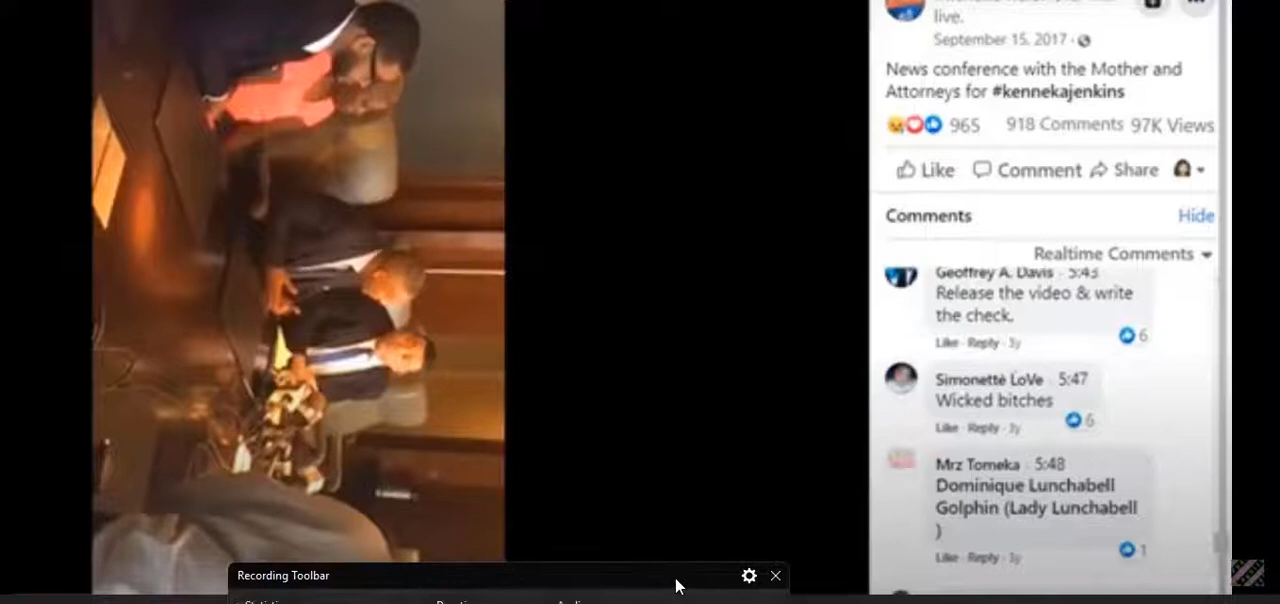 live.
September 15, 2017 ·
News conference with the Mother and
Attorneys for #kennekajenkins
965 918 Comments 97K Views
Like Comment Share
Comments Hide
Realtime Comments
Geoffrey A. Davis · 5:43
Release the video & write
the check.
6
Like · Reply · 3y
Simonette LoVe · 5:47
Wicked bitches
6
Like · Reply · 3y
Mrz Tomeka · 5:48
Dominique Lunchabell
Golphin (Lady Lunchabell
)
1
Like · Reply · 3y
Recording Toolbar